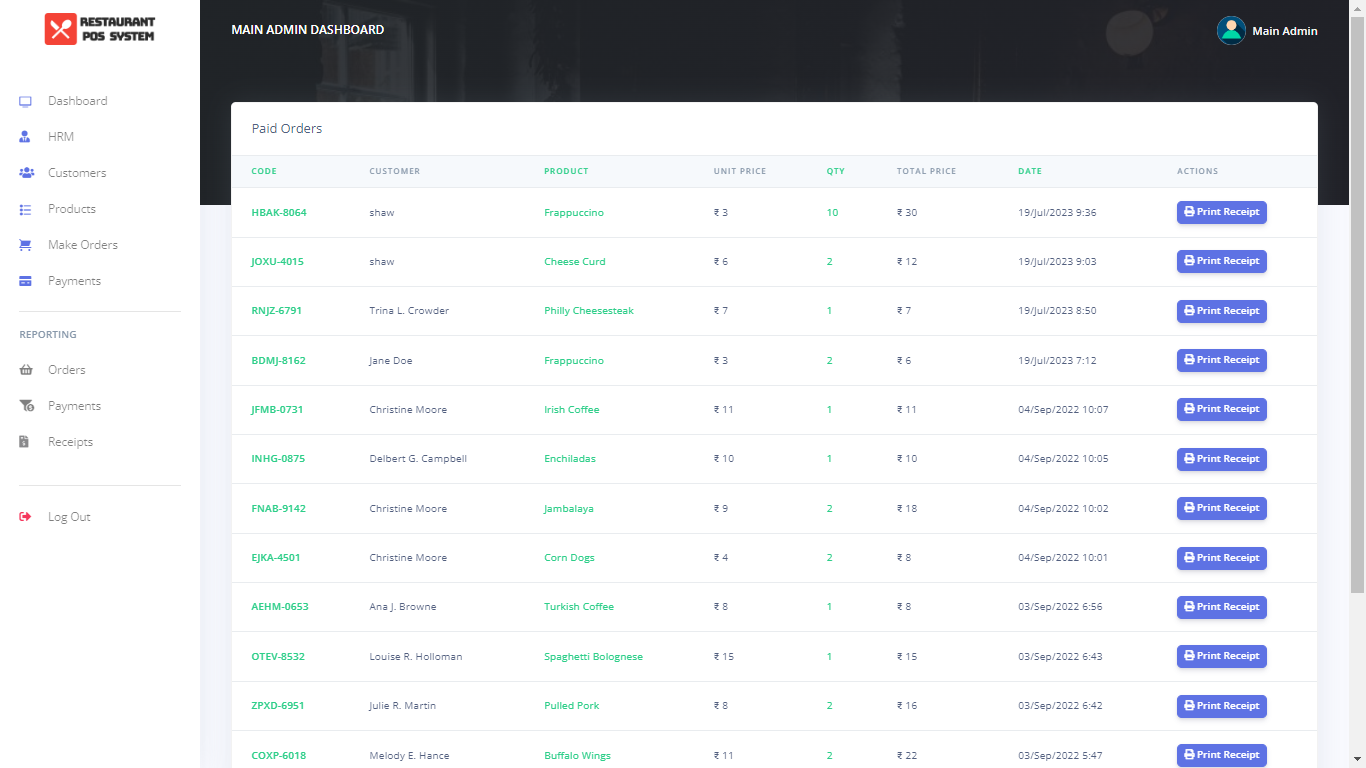 RESTAURANT
POS SYSTEM
MAIN ADMIN DASHBOARD
Main Admin
Dashboard
HRM
Customers
Products
Make Orders
Payments
REPORTING
Orders
Payments
Receipts
Log Out
Paid Orders
CODE CUSTOMER PRODUCT UNIT PRICE QTY TOTAL PRICE DATE ACTIONS
HBAK-8064 shaw Frappuccino ₹ 3 10 ₹ 30 19/Jul/2023 9:36 Print Receipt
JOXU-4015 shaw Cheese Curd ₹ 6 2 ₹ 12 19/Jul/2023 9:03 Print Receipt
RNJZ-6791 Trina L. Crowder Philly Cheesesteak ₹ 7 1 ₹ 7 19/Jul/2023 8:50 Print Receipt
BDMJ-8162 Jane Doe Frappuccino ₹ 3 2 ₹ 6 19/Jul/2023 7:12 Print Receipt
JFMB-0731 Christine Moore Irish Coffee ₹ 11 1 ₹ 11 04/Sep/2022 10:07 Print Receipt
INHG-0875 Delbert G. Campbell Enchiladas ₹ 10 1 ₹ 10 04/Sep/2022 10:05 Print Receipt
FNAB-9142 Christine Moore Jambalaya ₹ 9 2 ₹ 18 04/Sep/2022 10:02 Print Receipt
EJKA-4501 Christine Moore Corn Dogs ₹ 4 2 ₹ 8 04/Sep/2022 10:01 Print Receipt
AEHM-0653 Ana J. Browne Turkish Coffee ₹ 8 1 ₹ 8 03/Sep/2022 6:56 Print Receipt
OTEV-8532 Louise R. Holloman Spaghetti Bolognese ₹ 15 1 ₹ 15 03/Sep/2022 6:43 Print Receipt
ZPXD-6951 Julie R. Martin Pulled Pork ₹ 8 2 ₹ 16 03/Sep/2022 6:42 Print Receipt
COXP-6018 Melody E. Hance Buffalo Wings ₹ 11 2 ₹ 22 03/Sep/2022 5:47 Print Receipt